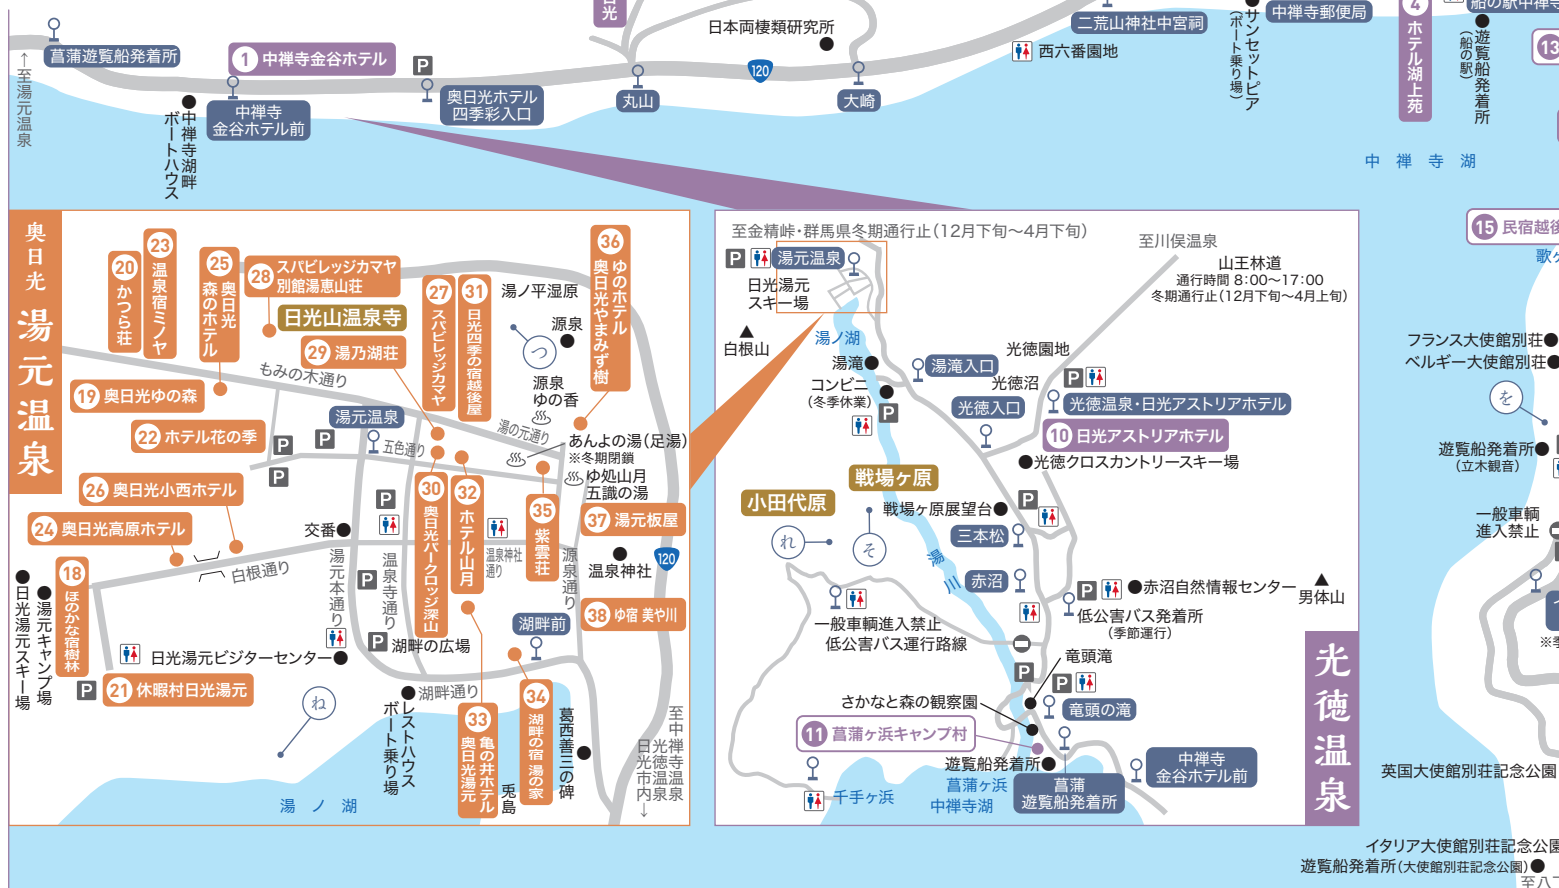 菖蒲遊覧船発着所
↑至湯元温泉
1 中禅寺金谷ホテル
P
中禅寺
金谷ホテル前
中禅寺湖畔
ボートハウス
奥日光ホテル
四季彩入口
光
丸山
日本両棲類研究所
120
大崎
西六番園地
二荒山神社中宮祠
サンセットピア
(ボート乗り場)
中禅寺郵便局
4 ホテル湖上苑
船の駅中禅寺
遊覧船発着所
(船の駅)
13
中禅寺湖
15 民宿越後
歌ヶ
奥日光 湯元温泉
20 かつら荘
23 温泉宿ミノヤ
25 奥日光
森のホテル
28 スパビレッジカマヤ
別館湯恵山荘
日光山温泉寺
29 湯乃湖荘
27 スパビレッジカマヤ
31 日光四季の宿越後屋
湯ノ平湿原
つ
源泉
源泉
ゆの香
36 ゆのホテル
奥日光やまみず樹
もみの木通り
19 奥日光ゆの森
22 ホテル花の季
湯元温泉
P
P
P
五色通り
湯の元通り
あんよの湯(足湯)
※冬期閉鎖
ゆ処山月
五識の湯
26 奥日光小西ホテル
24 奥日光高原ホテル
交番
P
30 奥日光パークロッジ深山
32 ホテル山月
35 紫雲荘
37 湯元板屋
温泉神社
通り
温泉神社
120
源泉通り
白根通り
湯元本通り
温泉寺通り
P
18 ほのかな宿樹林
日光湯元スキー場
湯元キャンプ場
38 ゆ宿 美や川
湖畔前
P
湖畔の広場
日光湯元ビジターセンター
P
21 休暇村日光湯元
ね
湖畔通り
レストハウス
ボート乗り場
33 亀の井ホテル
奥日光湯元
34 湖畔の宿 湯の家
兎島
葛西善三の碑
至中禅寺温泉
光徳温泉
日光市内→
湯ノ湖
至金精峠・群馬県冬期通行止(12月下旬〜4月下旬)
P
湯元温泉
日光湯元
スキー場
白根山
至川俣温泉
山王林道
通行時間 8:00〜17:00
冬期通行止(12月下旬〜4月上旬)
湯ノ湖
湯滝
湯滝入口
コンビニ
(冬季休業)
P
光徳園地
光徳沼
P
光徳入口
光徳温泉・日光アストリアホテル
10 日光アストリアホテル
光徳クロスカントリースキー場
戦場ヶ原
小田代原
戦場ヶ原展望台
P
れ
そ
三本松
湯川
赤沼
P
赤沼自然情報センター
男体山
低公害バス発着所
(季節運行)
一般車輌進入禁止
低公害バス運行路線
竜頭滝
P
P
さかなと森の観察園
竜頭の滝
11 菖蒲ヶ浜キャンプ村
遊覧船発着所
中禅寺
金谷ホテル前
菖蒲
遊覧船発着所
菖蒲ヶ浜
中禅寺湖
千手ヶ浜
光徳温泉
フランス大使館別荘
ベルギー大使館別荘
を
遊覧船発着所
(立木観音)
一般車輌
進入禁止
※季
英国大使館別荘記念公園
イタリア大使館別荘記念公園
遊覧船発着所(大使館別荘記念公園)
至八丁